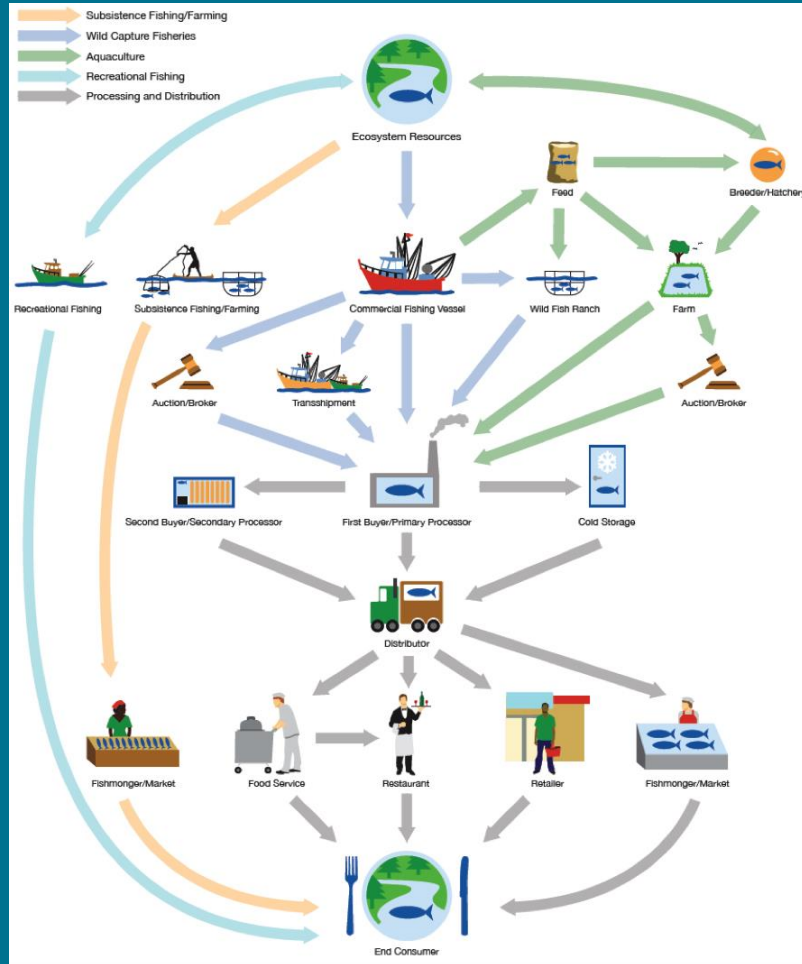 Subsistence Fishing/Farming
Wild Capture Fisheries
Aquaculture
Recreational Fishing
Processing and Distribution
Ecosystem Resources
Feed
Breeder/Hatchery
Recreational Fishing
Subsistence Fishing/Farming
Commercial Fishing Vessel
Wild Fish Ranch
Farm
Auction/Broker
Transshipment
Auction/Broker
Second Buyer/Secondary Processor
First Buyer/Primary Processor
Cold Storage
Distributor
Fishmonger/Market
Food Service
Restaurant
Retailer
Fishmonger/Market
End Consumer